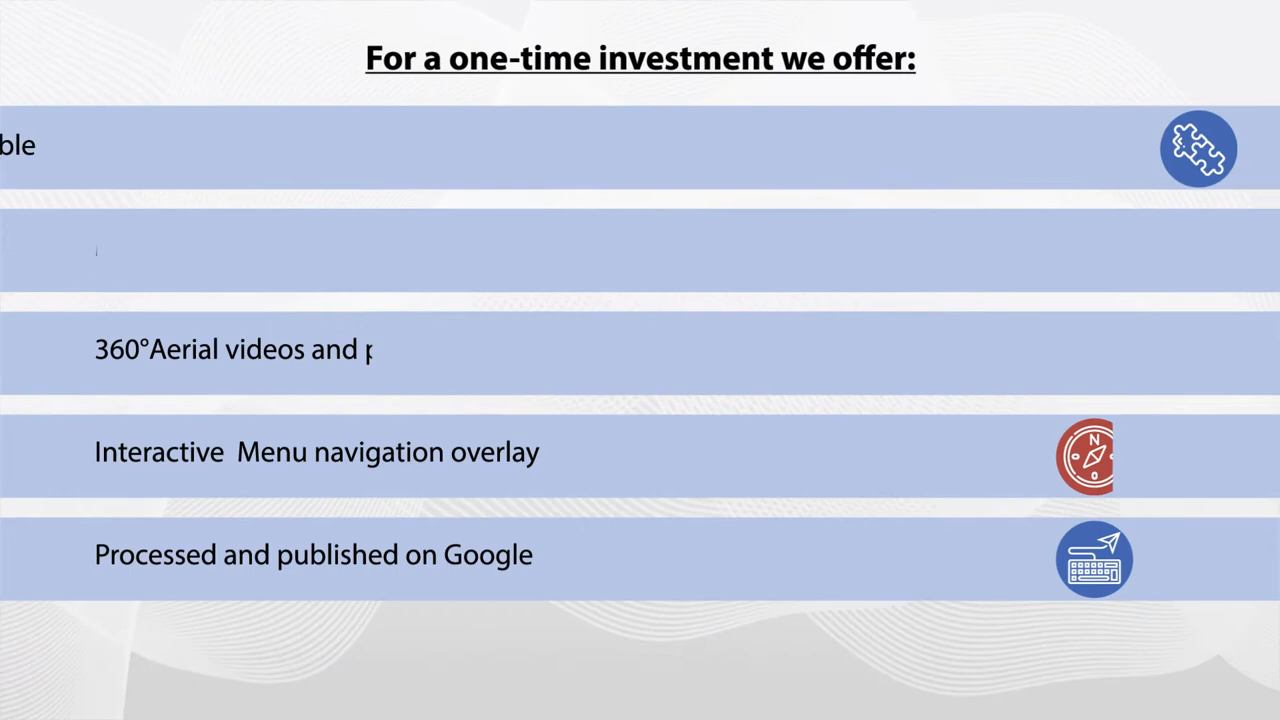 For a one-time investment we offer:
ble
360°Aerial videos and
Interactive  Menu navigation overlay
N
Processed and published on Google